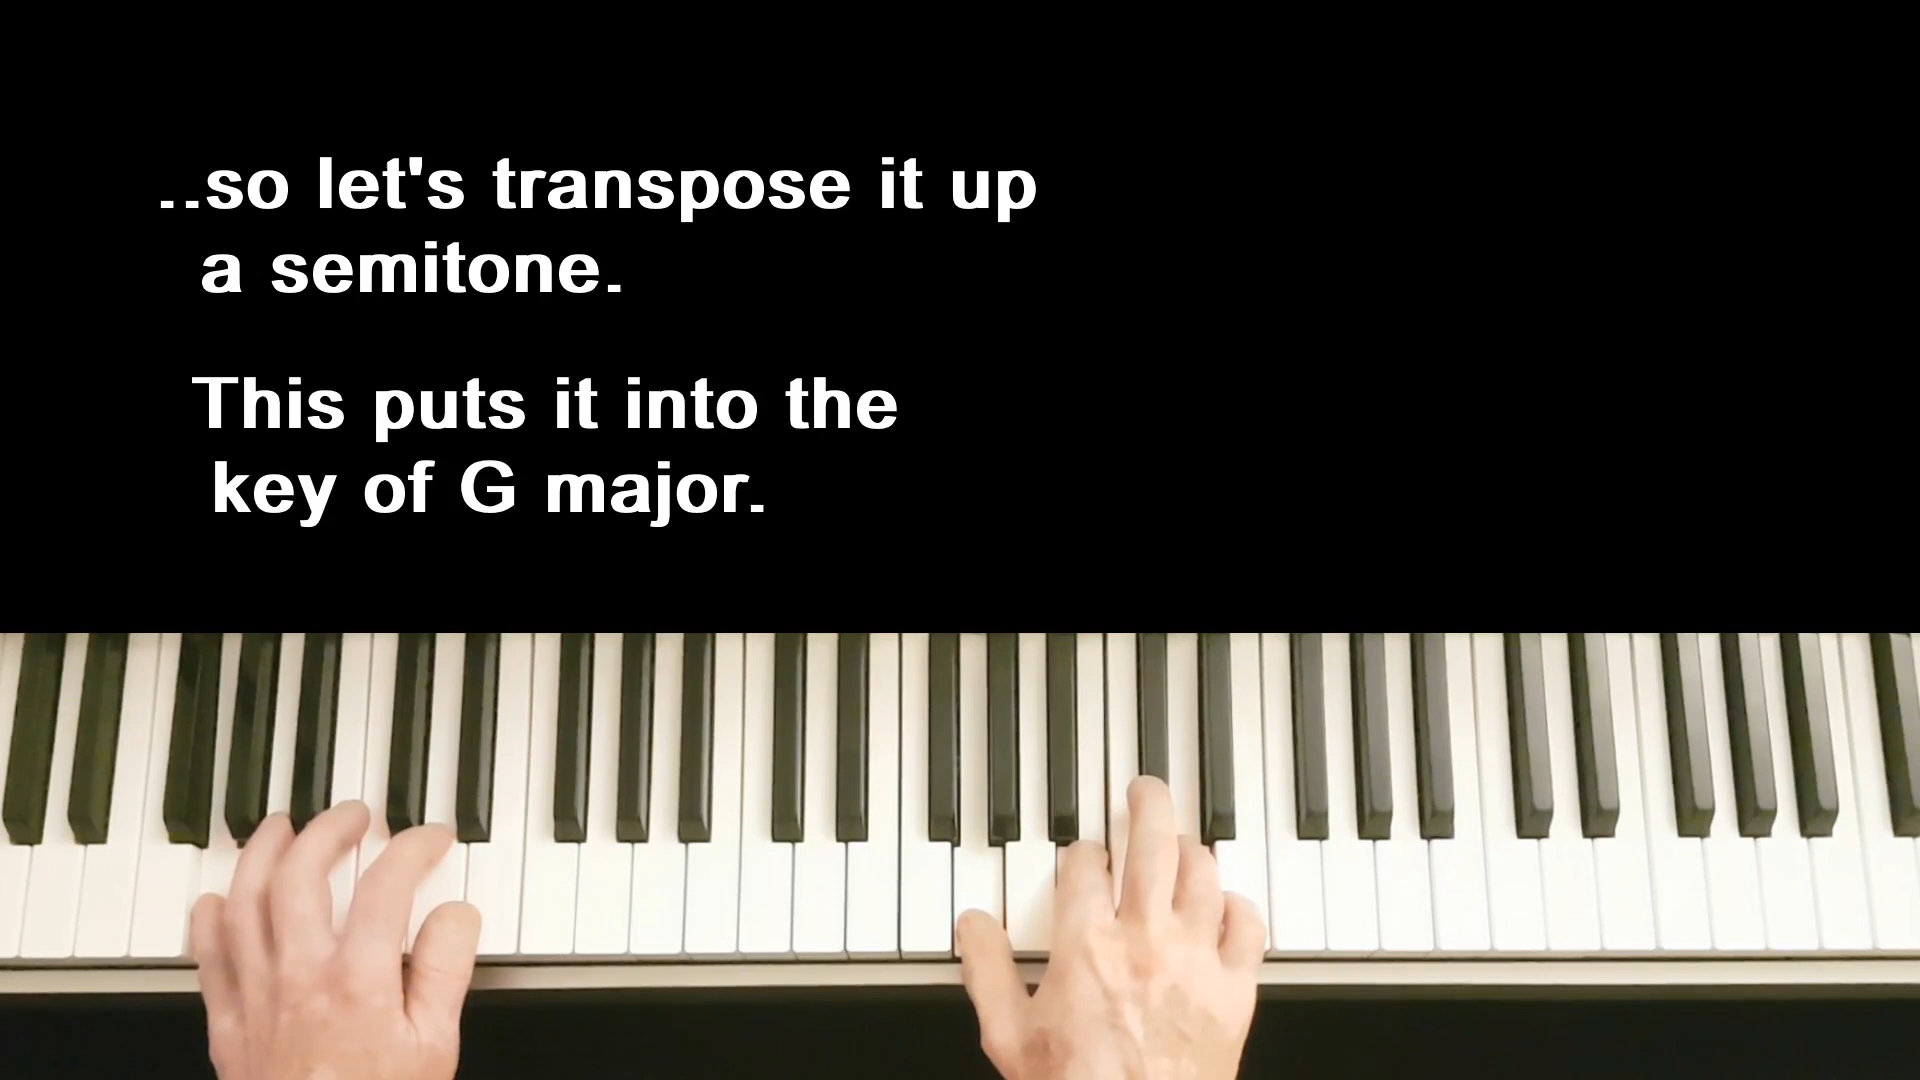 ..so let's transpose it up
a semitone.
This puts it into the
key of G major.